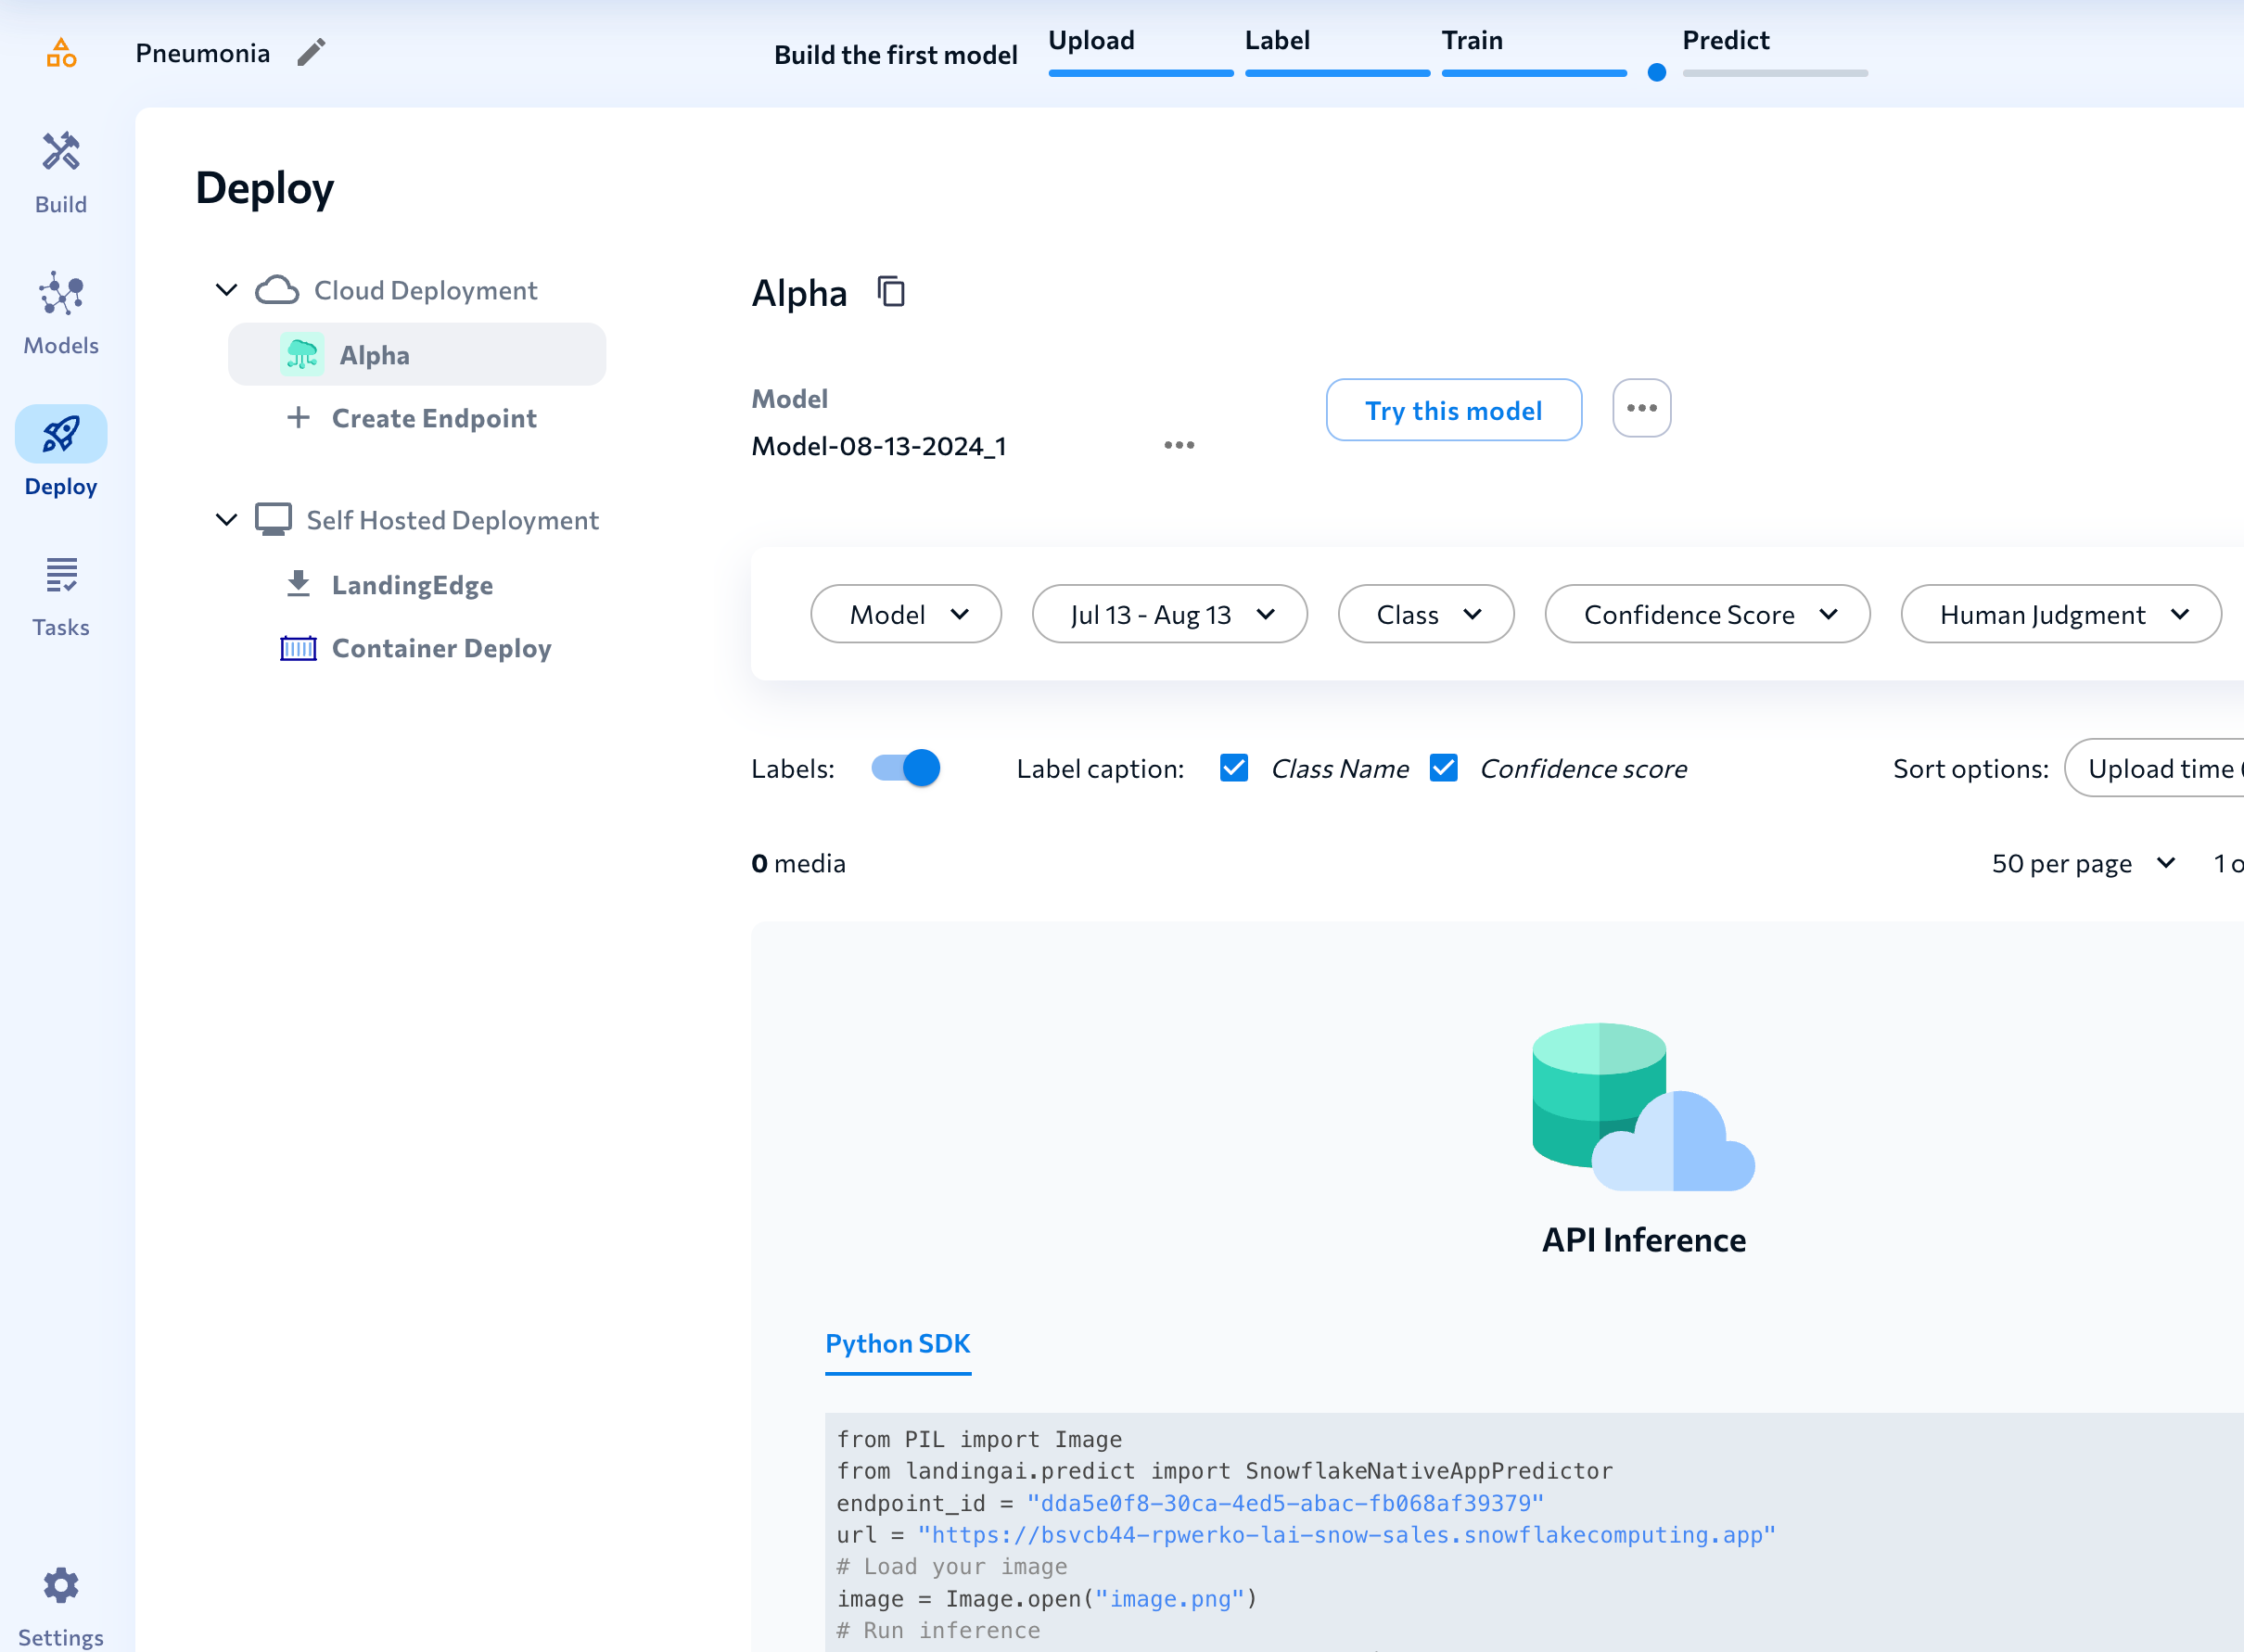 Pneumonia
Build the first model
Upload
Label
Train
Predict
Build
Models
Deploy
Tasks
Settings
Deploy
Cloud Deployment
Alpha
Create Endpoint
Self Hosted Deployment
LandingEdge
Container Deploy
Alpha
Model
Model-08-13-2024_1
Try this model
Model
Jul 13 - Aug 13
Class
Confidence Score
Human Judgment
Labels:
Label caption:
Class Name
Confidence score
Sort options:
Upload time
0 media
50 per page
1
API Inference
Python SDK
from PIL import Image
from landingai.predict import SnowflakeNativeAppPredictor
endpoint_id = "dda5e0f8-30ca-4ed5-abac-fb068af39379"
url = "https://bsvcb44-rpwerko-lai-snow-sales.snowflakecomputing.app"
# Load your image
image = Image.open("image.png")
# Run inference